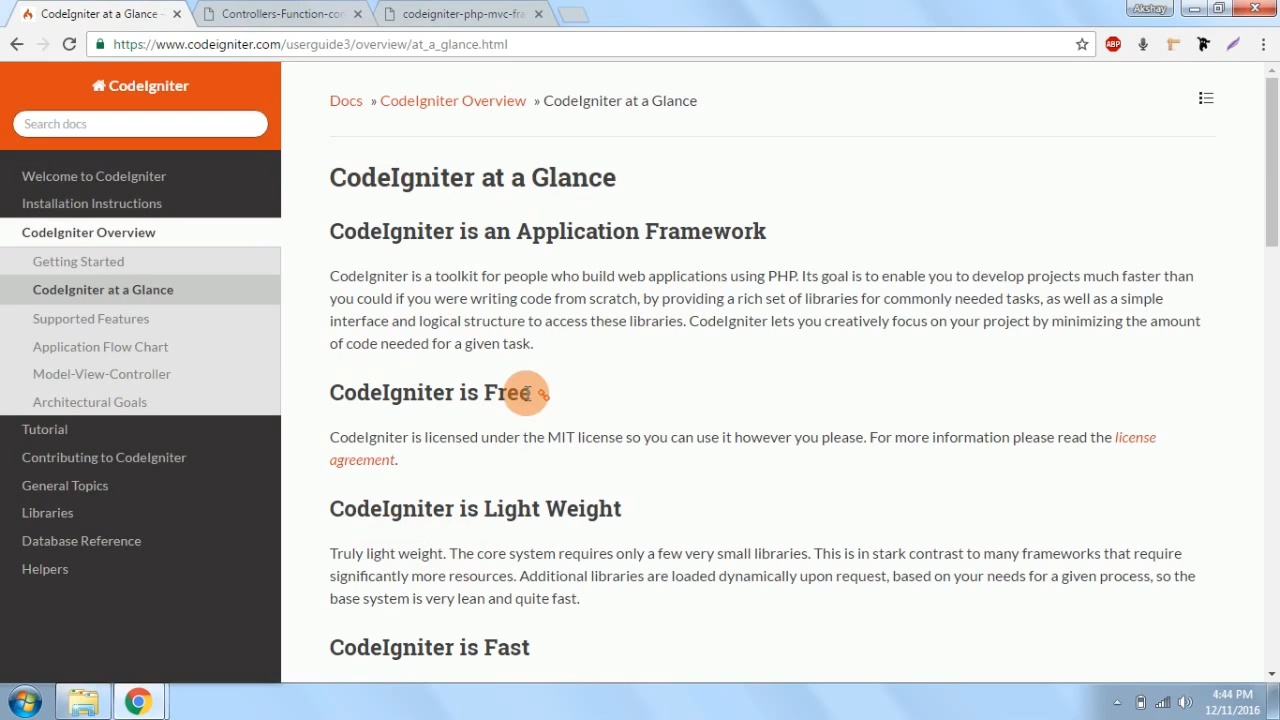 CodeIgniter at a Glance
Controllers-Function-con
codeigniter-php-mvc-fra
Akshay
https://www.codeigniter.com/userguide3/overview/at_a_glance.html
ABP
CodeIgniter
Search docs
Welcome to CodeIgniter
Installation Instructions
CodeIgniter Overview
Getting Started
CodeIgniter at a Glance
Supported Features
Application Flow Chart
Model-View-Controller
Architectural Goals
Tutorial
Contributing to CodeIgniter
General Topics
Libraries
Database Reference
Helpers
Docs » CodeIgniter Overview » CodeIgniter at a Glance
CodeIgniter at a Glance
CodeIgniter is an Application Framework
CodeIgniter is a toolkit for people who build web applications using PHP. Its goal is to enable you to develop projects much faster than
you could if you were writing code from scratch, by providing a rich set of libraries for commonly needed tasks, as well as a simple
interface and logical structure to access these libraries. CodeIgniter lets you creatively focus on your project by minimizing the amount
of code needed for a given task.
CodeIgniter is Free
CodeIgniter is licensed under the MIT license so you can use it however you please. For more information please read the license
agreement.
CodeIgniter is Light Weight
Truly light weight. The core system requires only a few very small libraries. This is in stark contrast to many frameworks that require
significantly more resources. Additional libraries are loaded dynamically upon request, based on your needs for a given process, so the
base system is very lean and quite fast.
CodeIgniter is Fast
4:44 PM
12/11/2016